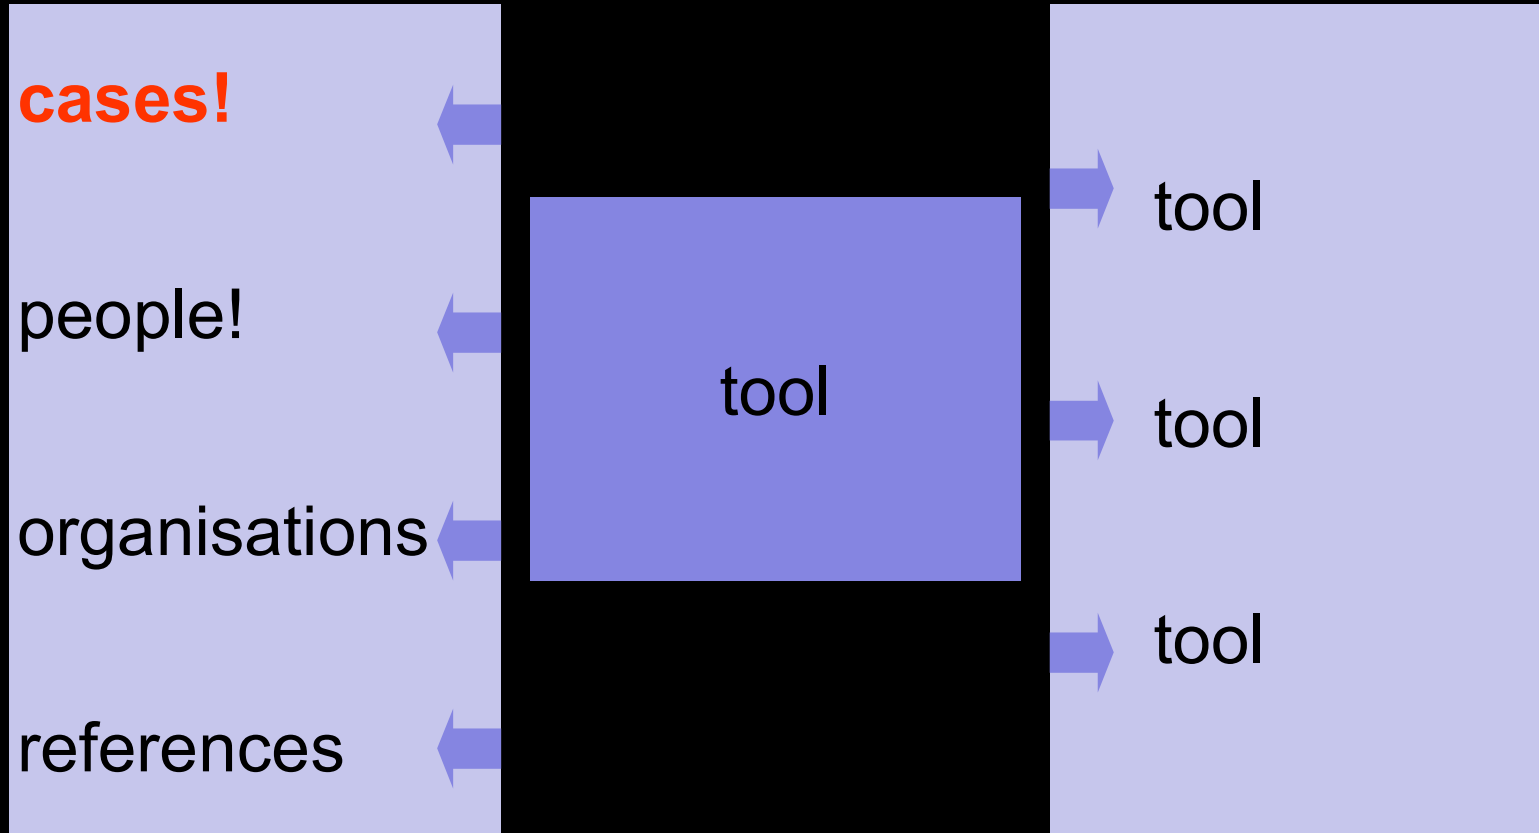 cases!
people!
organisations
references
tool
tool
tool
tool